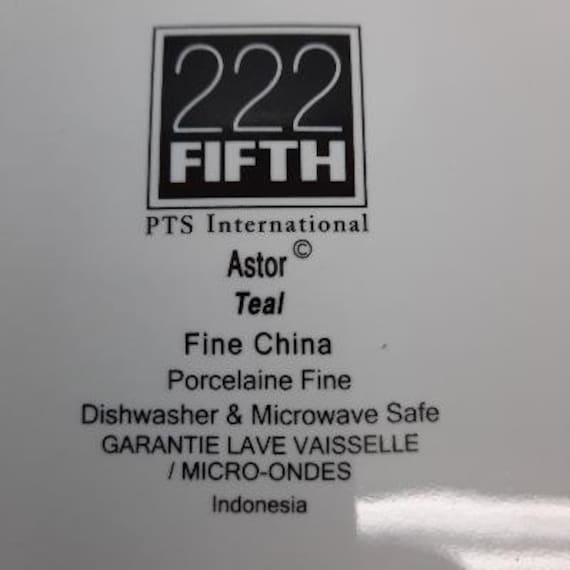 222
FIFTH
PTS International
Astor©
Teal
Fine China
Porcelaine Fine
Dishwasher & Microwave Safe
GARANTIE LAVE VAISSELLE
/ MICRO-ONDES
Indonesia